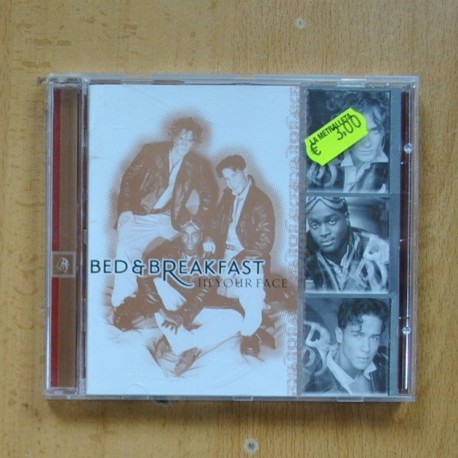 LA METRALLETA
€ 3.00
BED & BREAKFAST
IN YOUR FACE